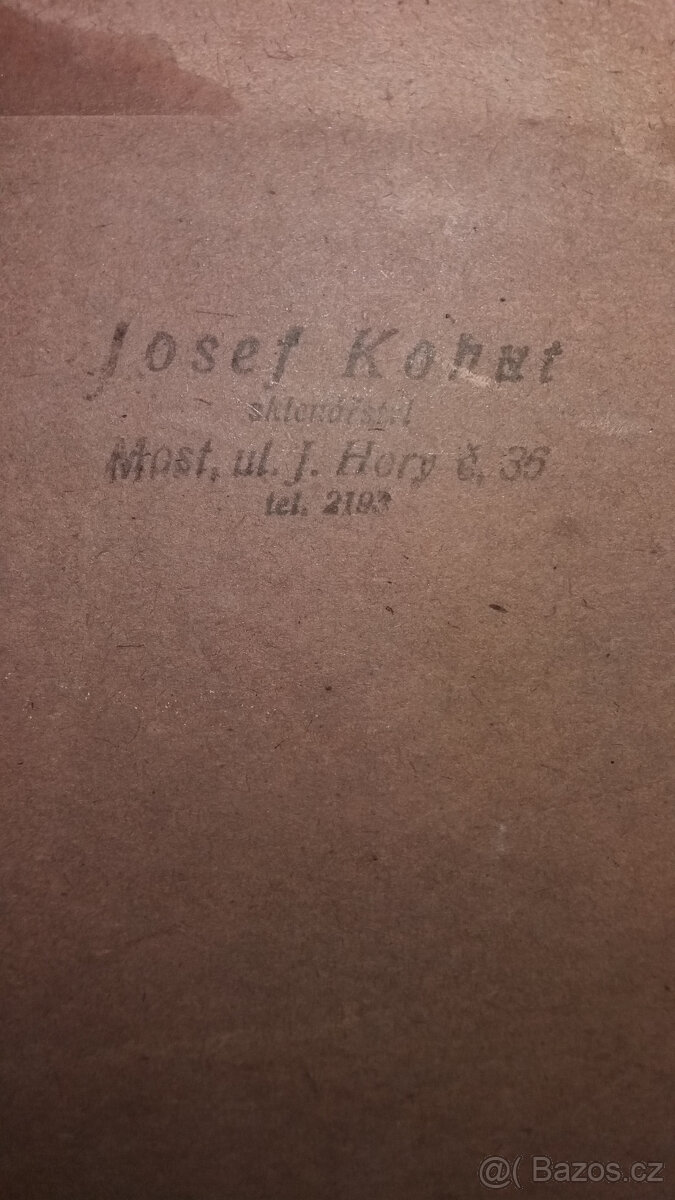 Josef Kohut
sklenářství
Most, ul. J. Hory č. 36
tel. 2193
@( Bazos.cz